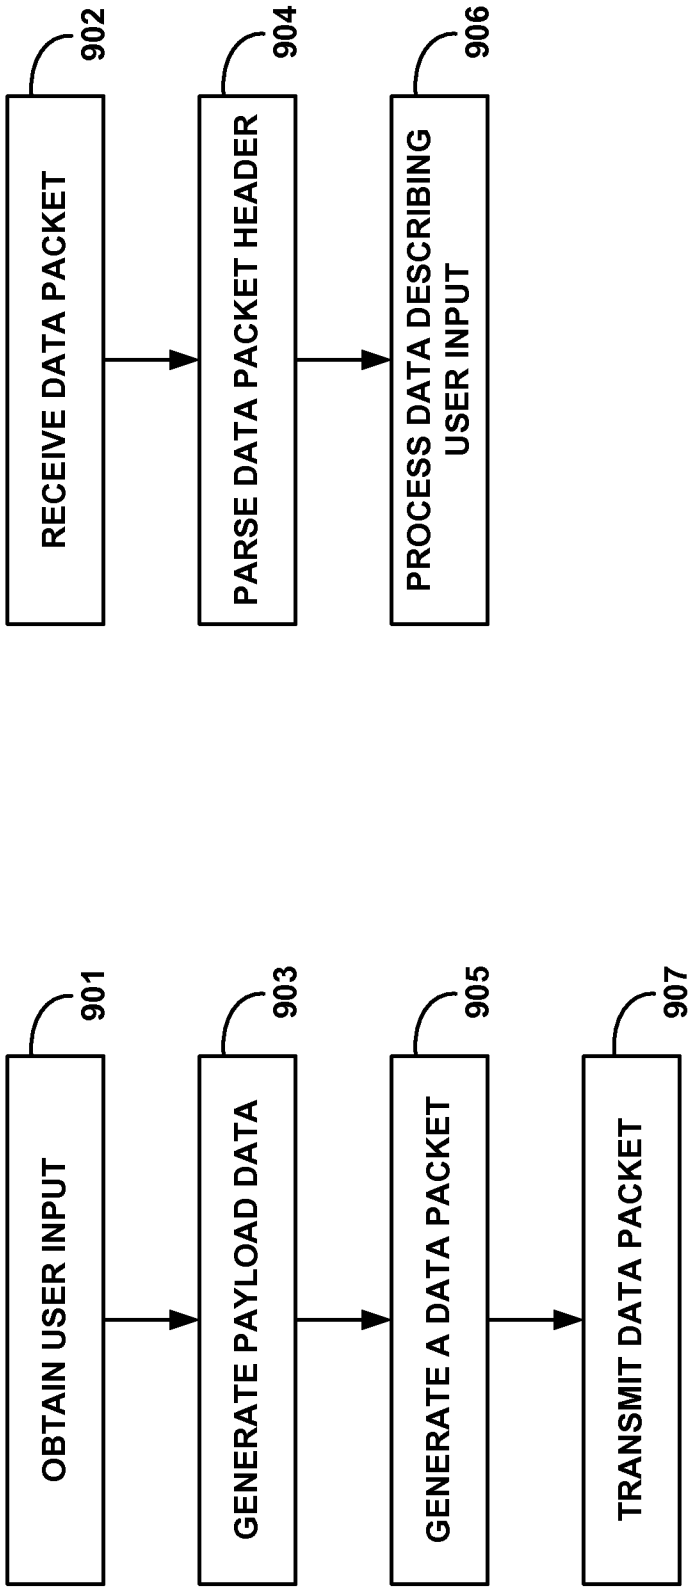 OBTAIN USER INPUT
901
GENERATE PAYLOAD DATA
903
GENERATE A DATA PACKET
905
TRANSMIT DATA PACKET
907
RECEIVE DATA PACKET
902
PARSE DATA PACKET HEADER
904
PROCESS DATA DESCRIBING
USER INPUT
906